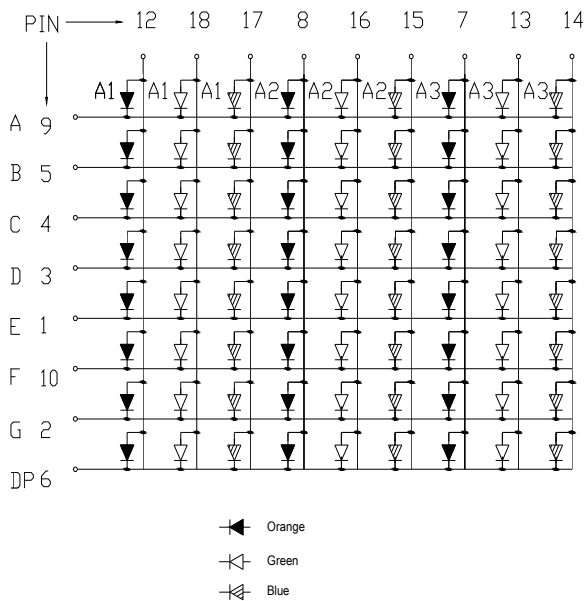 PIN 12 18 17 8 16 15 7 13 14
A1 A1 A1 A2 A2 A2 A3 A3 A3
A 9
B 5
C 4
D 3
E 1
F 10
G 2
DP 6
Orange
Green
Blue